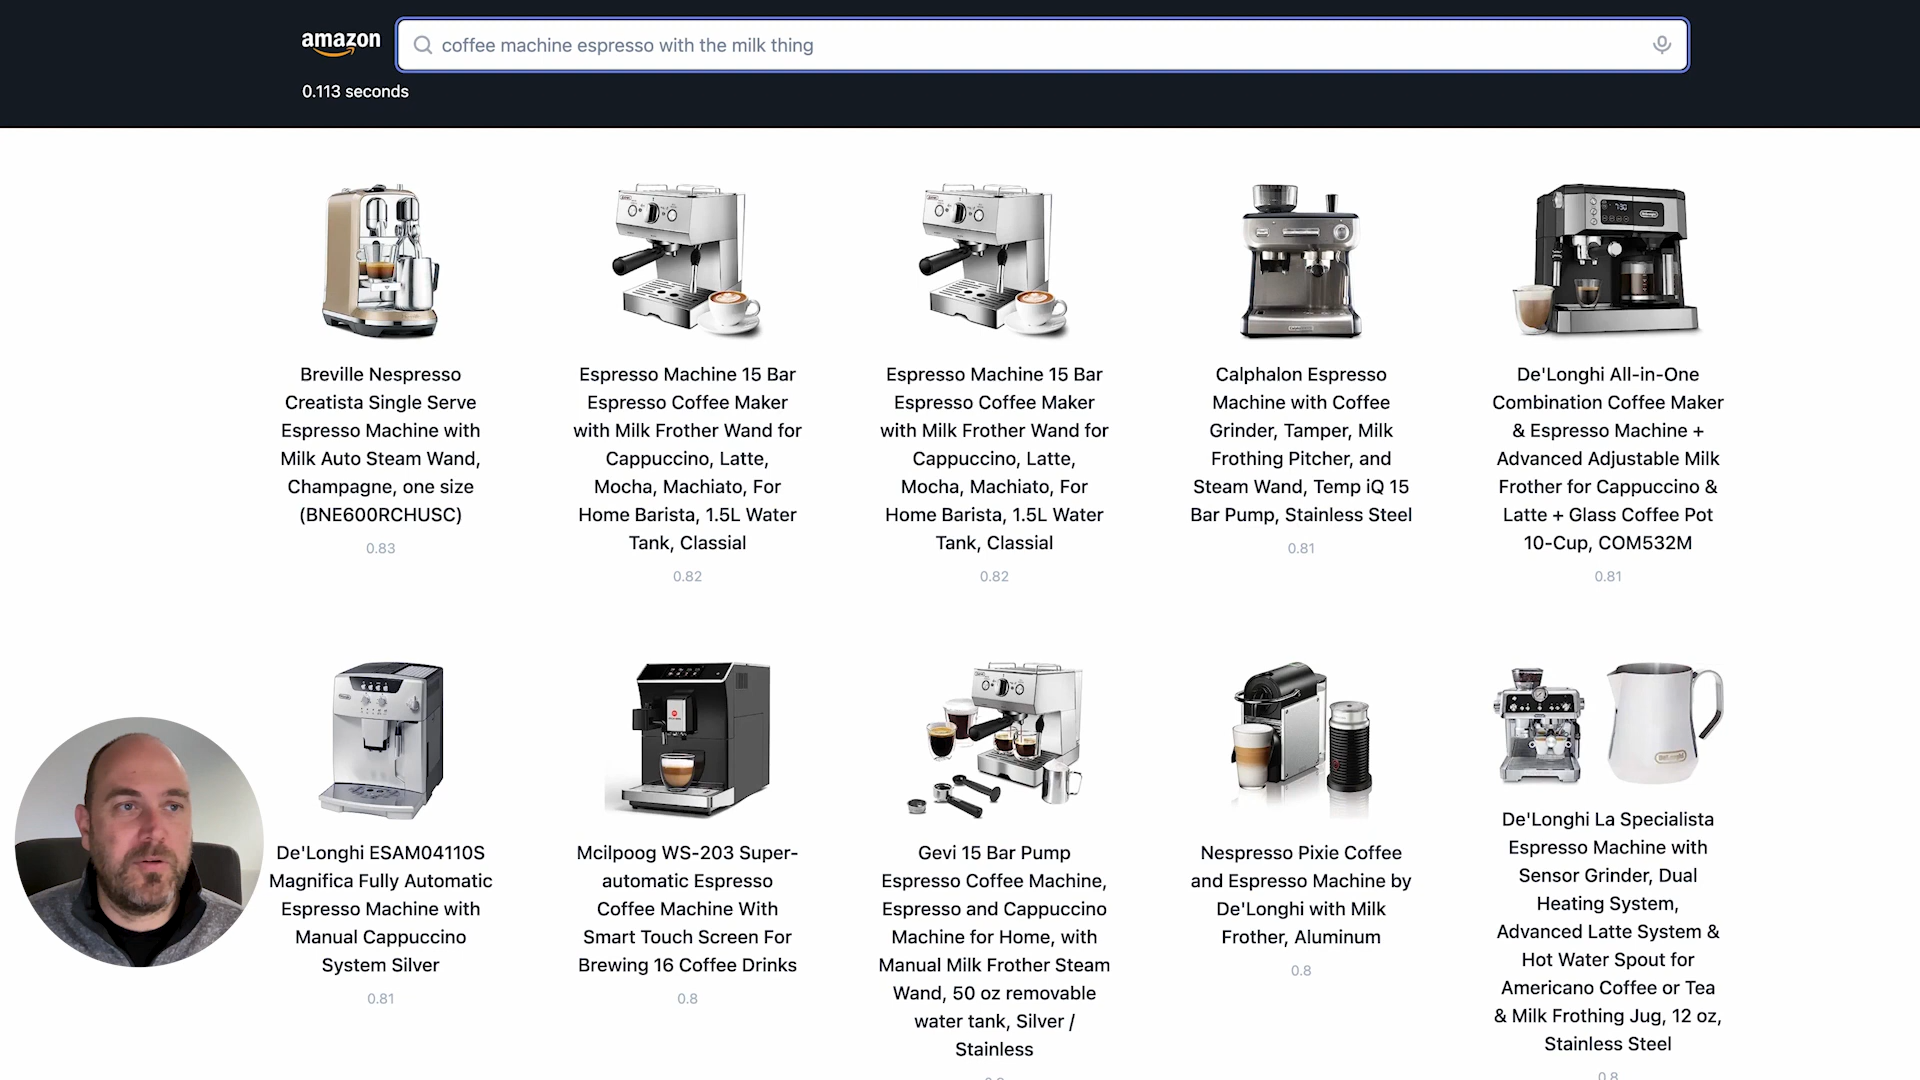 amazon
coffee machine espresso with the milk thing
0.113 seconds
Breville Nespresso
Creatista Single Serve
Espresso Machine with
Milk Auto Steam Wand,
Champagne, one size
(BNE600RCHUSC)
0.83
Espresso Machine 15 Bar
Espresso Coffee Maker
with Milk Frother Wand for
Cappuccino, Latte,
Mocha, Machiato, For
Home Barista, 1.5L Water
Tank, Classial
0.82
Espresso Machine 15 Bar
Espresso Coffee Maker
with Milk Frother Wand for
Cappuccino, Latte,
Mocha, Machiato, For
Home Barista, 1.5L Water
Tank, Classial
0.82
Calphalon Espresso
Machine with Coffee
Grinder, Tamper, Milk
Frothing Pitcher, and
Steam Wand, Temp iQ 15
Bar Pump, Stainless Steel
0.81
De'Longhi All-in-One
Combination Coffee Maker
& Espresso Machine +
Advanced Adjustable Milk
Frother for Cappuccino &
Latte + Glass Coffee Pot
10-Cup, COM532M
0.81
De'Longhi ESAM04110S
Magnifica Fully Automatic
Espresso Machine with
Manual Cappuccino
System Silver
0.81
Mcilpoog WS-203 Super-
automatic Espresso
Coffee Machine With
Smart Touch Screen For
Brewing 16 Coffee Drinks
0.8
Gevi 15 Bar Pump
Espresso Coffee Machine,
Espresso and Cappuccino
Machine for Home, with
Manual Milk Frother Steam
Wand, 50 oz removable
water tank, Silver /
Stainless
Nespresso Pixie Coffee
and Espresso Machine by
De'Longhi with Milk
Frother, Aluminum
0.8
De'Longhi La Specialista
Espresso Machine with
Sensor Grinder, Dual
Heating System,
Advanced Latte System &
Hot Water Spout for
Americano Coffee or Tea
& Milk Frothing Jug, 12 oz,
Stainless Steel
0.8